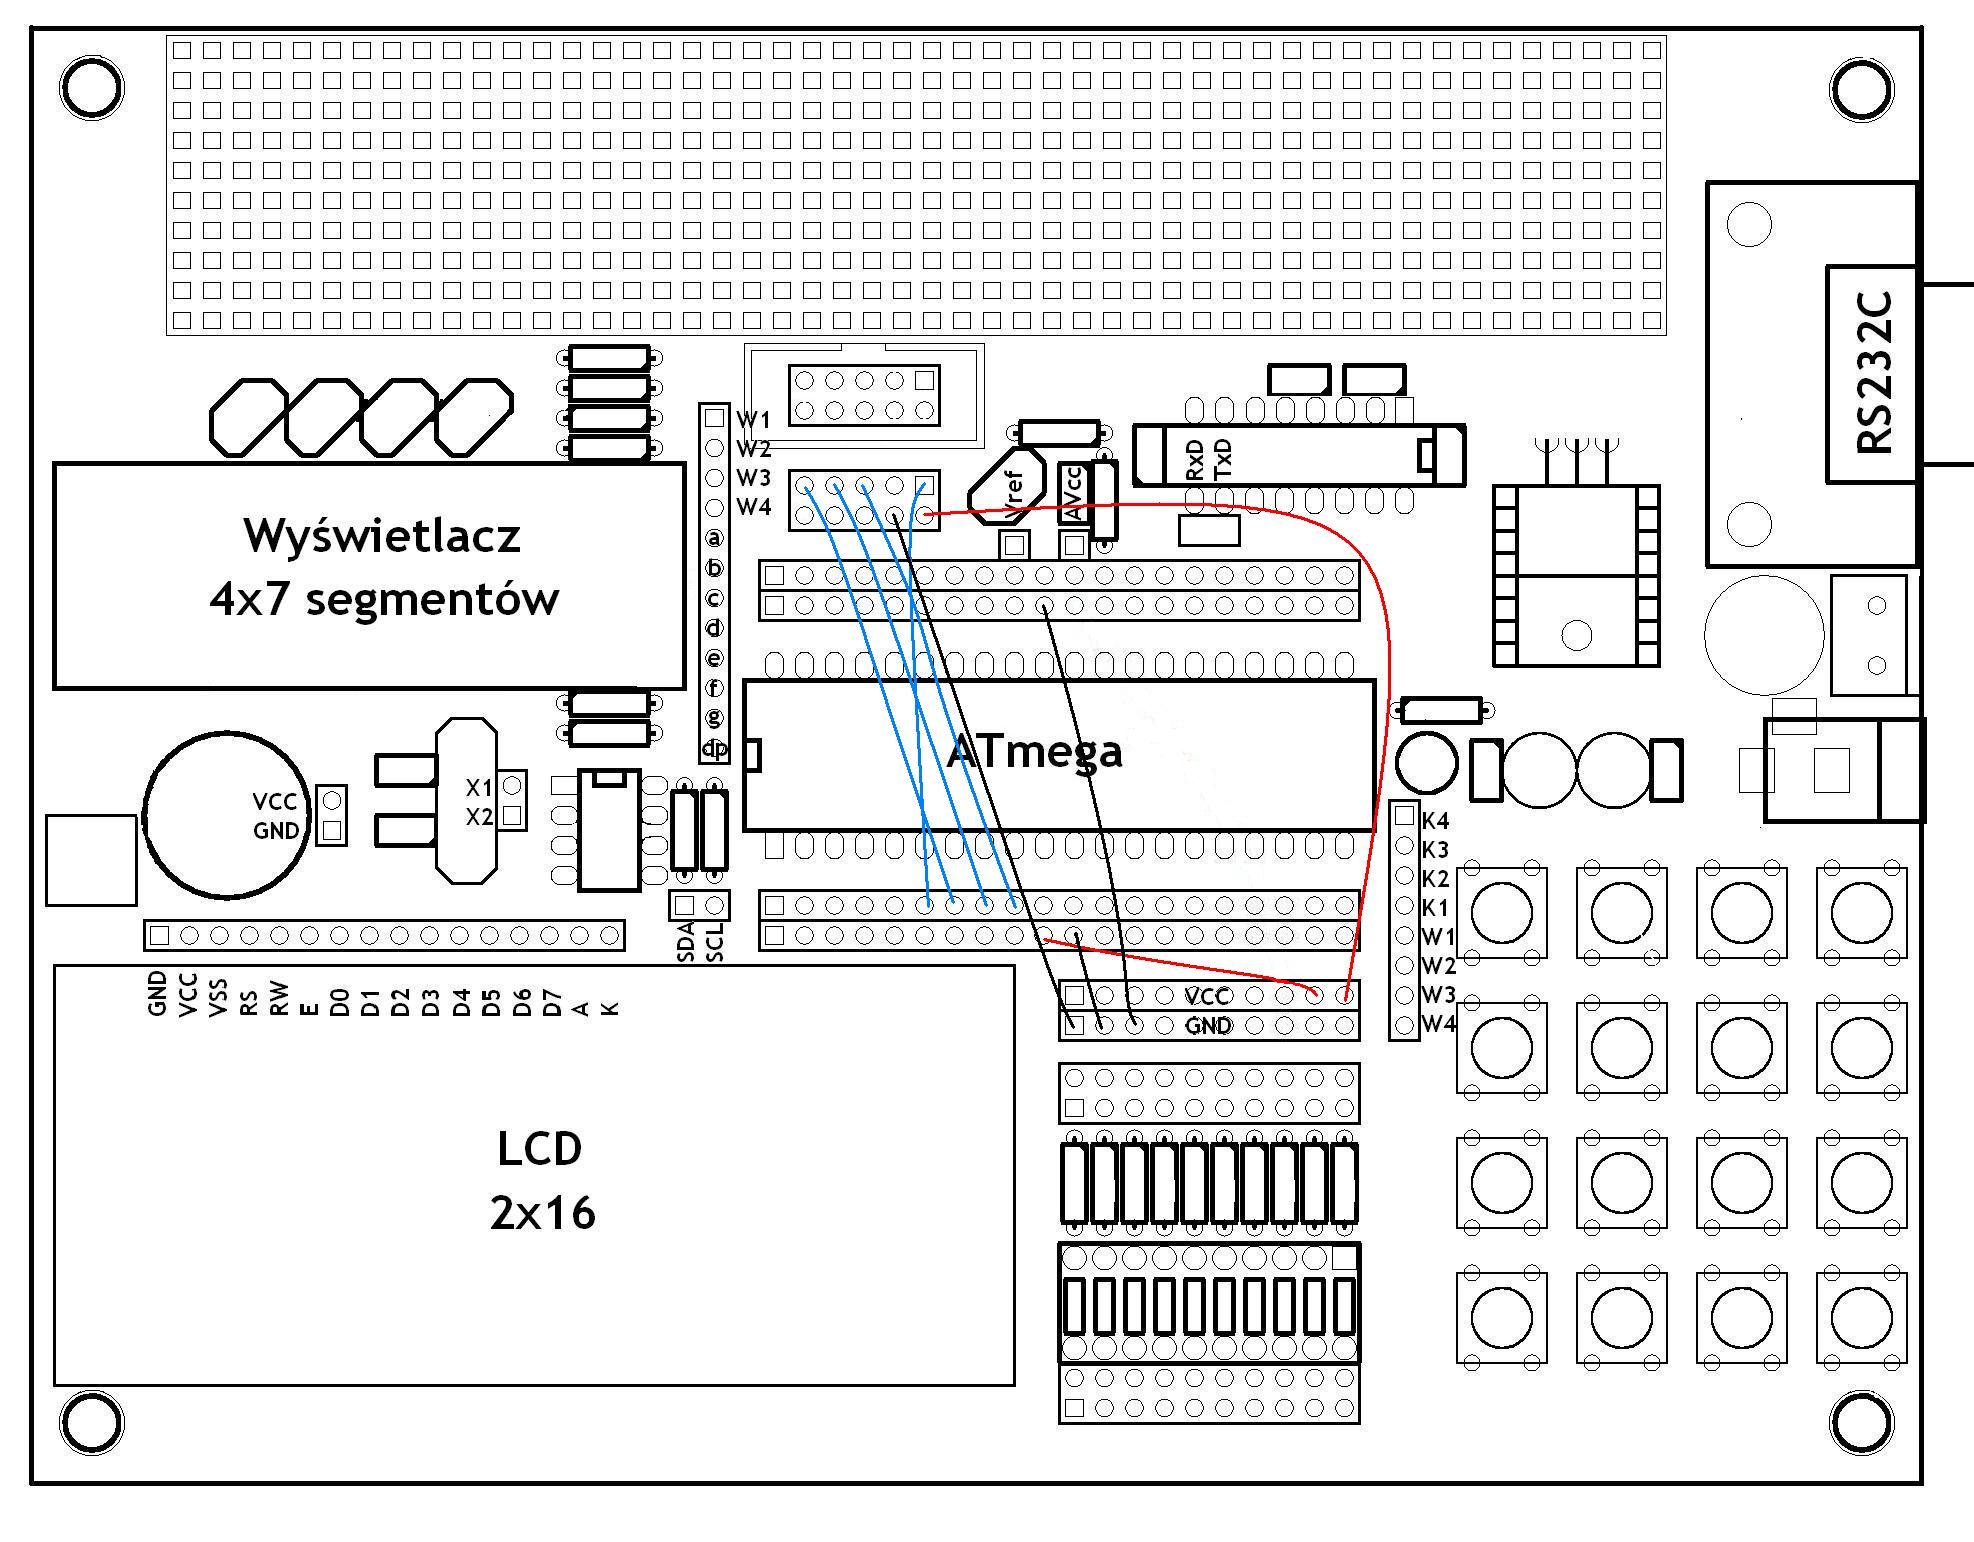 RS232C
W1
W2
W3
W4
RxD
TxD
Vref
AVcc
Wyświetlacz
4x7 segmentów
a
b
c
d
e
f
g
dp
ATmega
X1
X2
VCC
GND
K4
K3
K2
K1
W1
W2
W3
W4
SDA
SCL
GND
VCC
VSS
RS
RW
E
D0
D1
D2
D3
D4
D5
D6
D7
A
K
VCC
GND
LCD
2x16